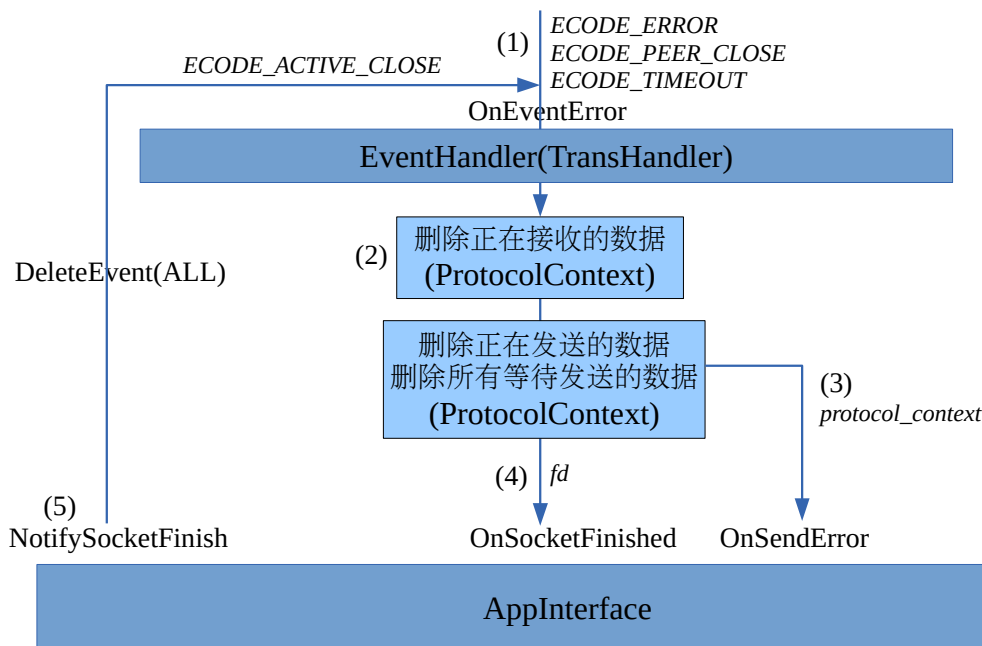 (1)
ECODE_ERROR
ECODE_PEER_CLOSE
ECODE_TIMEOUT
ECODE_ACTIVE_CLOSE
OnEventError
EventHandler(TransHandler)
(2)
删除正在接收的数据
(ProtocolContext)
DeleteEvent(ALL)
删除正在发送的数据
删除所有等待发送的数据
(ProtocolContext)
(3)
protocol_context
(4)
fd
(5)
NotifySocketFinish
OnSocketFinished
OnSendError
AppInterface